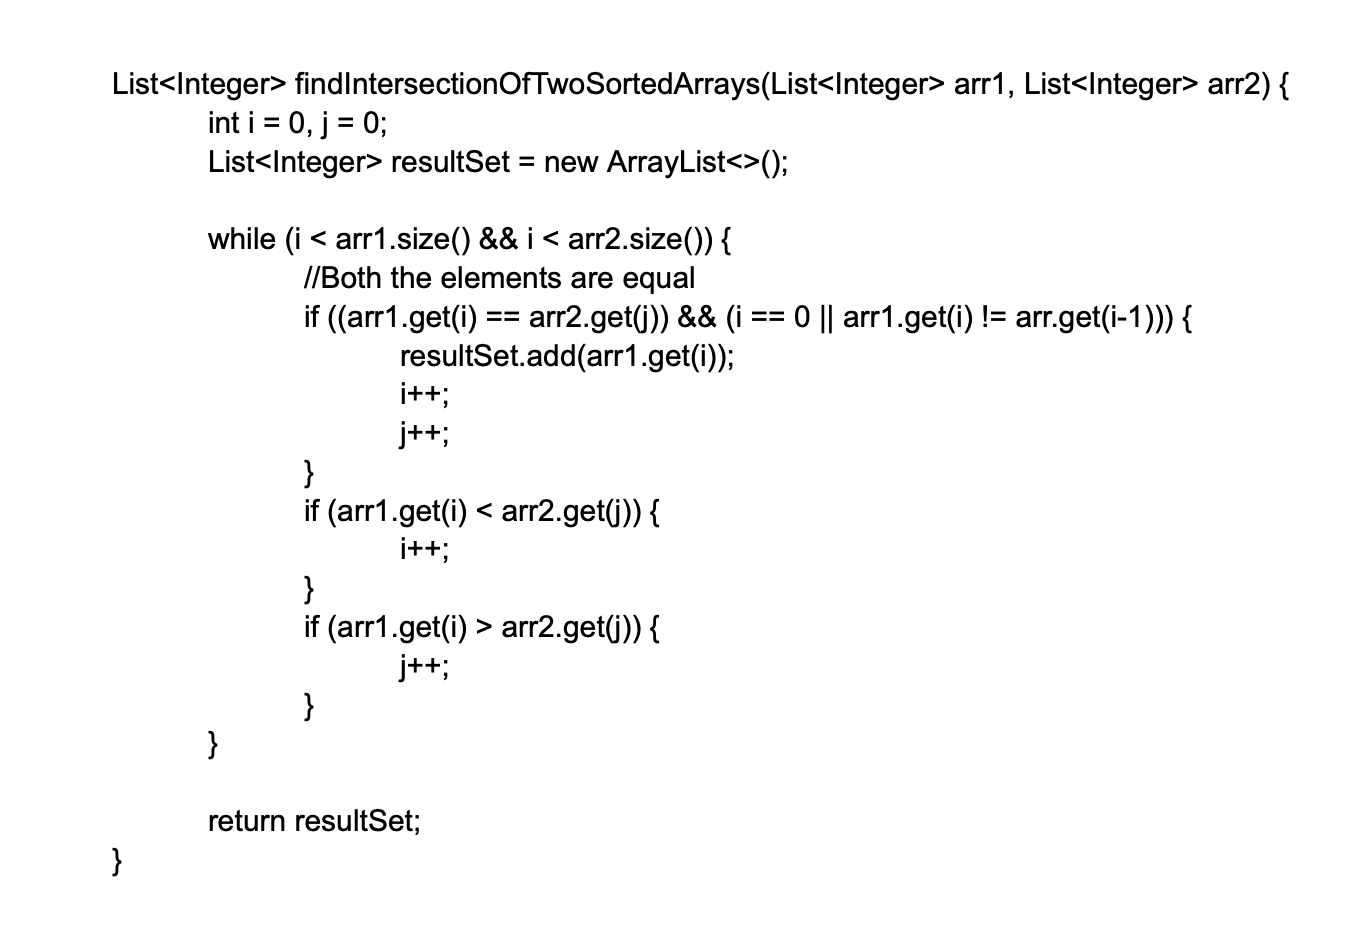 List<Integer> findIntersectionOfTwoSortedArrays(List<Integer> arr1, List<Integer> arr2) {
int i = 0, j = 0;
List<Integer> resultSet = new ArrayList<>();
while (i < arr1.size() && i < arr2.size()) {
//Both the elements are equal
if ((arr1.get(i) == arr2.get(j)) && (i == 0 || arr1.get(i) != arr.get(i-1))) {
resultSet.add(arr1.get(i));
i++;
j++;
}
if (arr1.get(i) < arr2.get(j)) {
i++;
}
if (arr1.get(i) > arr2.get(j)) {
j++;
}
}
return resultSet;
}